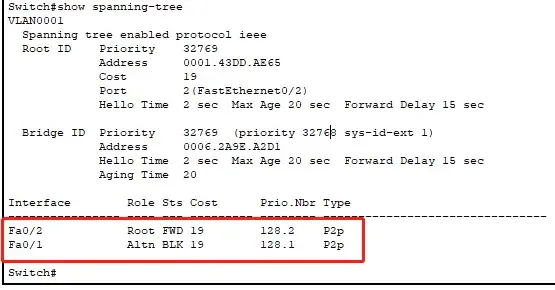 Switch#show spanning-tree
VLAN0001
  Spanning tree enabled protocol ieee
  Root ID    Priority    32769
             Address     0001.43DD.AE65
             Cost        19
             Port        2(FastEthernet0/2)
             Hello Time  2 sec  Max Age 20 sec  Forward Delay 15 sec
  Bridge ID  Priority    32769  (priority 32768 sys-id-ext 1)
             Address     0006.2A9E.A2D1
             Hello Time  2 sec  Max Age 20 sec  Forward Delay 15 sec
             Aging Time  20
Interface        Role Sts Cost      Prio.Nbr Type
---------------- ---- --- --------- -------- --------------------------------
Fa0/2            Root FWD 19        128.2    P2p
Fa0/1            Altn BLK 19        128.1    P2p
Switch#